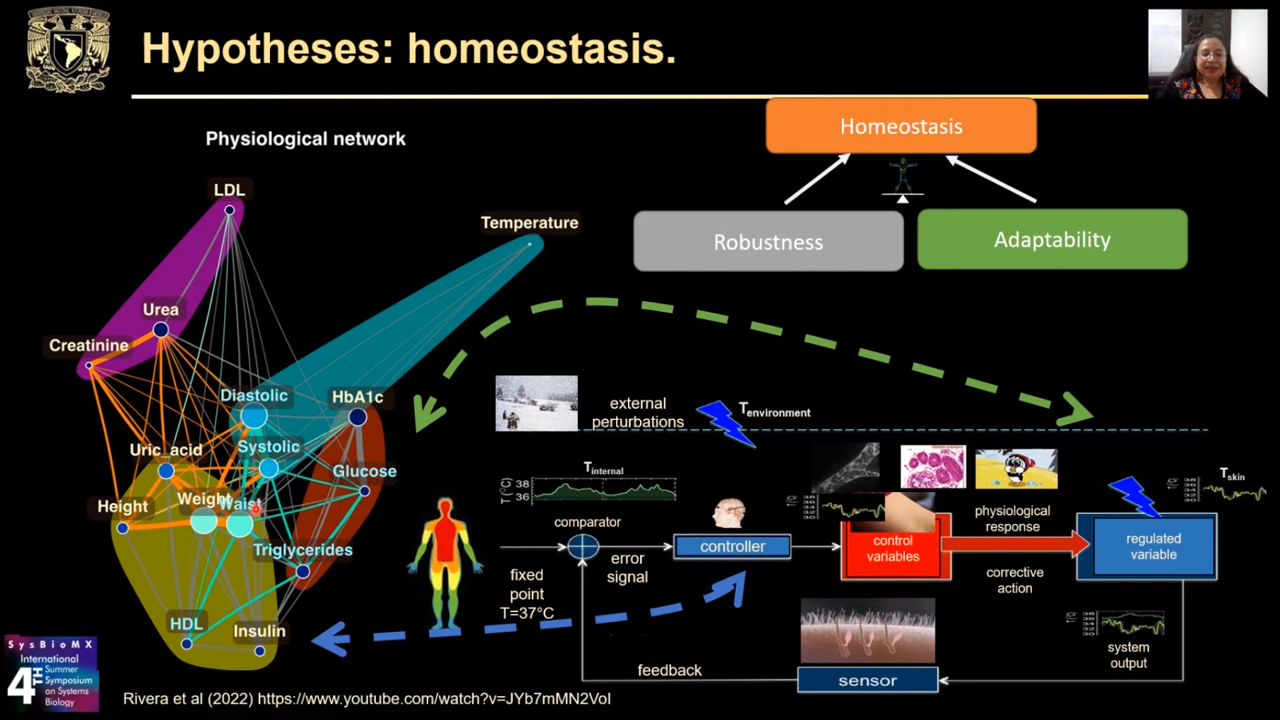 Hypotheses: homeostasis.
Physiological network
Homeostasis
Robustness
Adaptability
LDL
Temperature
Urea
Creatinine
Diastolic
HbA1c
Uric_acid
Systolic
Glucose
Height
Weight
Waist
Triglycerides
HDL
Insulin
external
perturbations
Tenvironment
Tinternal
T(°C)
38
36
comparator
controller
error
signal
fixed
point
T=37°C
control
variables
physiological
response
corrective
action
regulated
variable
Tskin
system
output
feedback
sensor
SysBioMX
International
4TH
Summer
Symposium
on Systems
Biology
Rivera et al (2022) https://www.youtube.com/watch?v=JYb7mMN2VoI